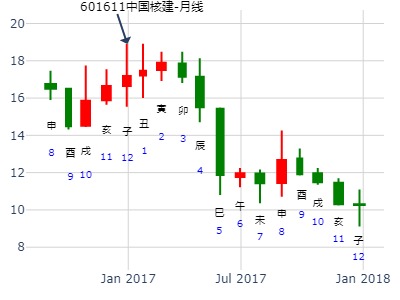 601611中国核建-月线
20
18
16
14
12
10
8
申
8
酉
9
戌
10
亥
11
子
12
丑
1
寅
2
卯
3
辰
4
巳
5
午
6
未
7
申
8
酉
9
戌
10
亥
11
子
12
Jan 2017
Jul 2017
Jan 2018